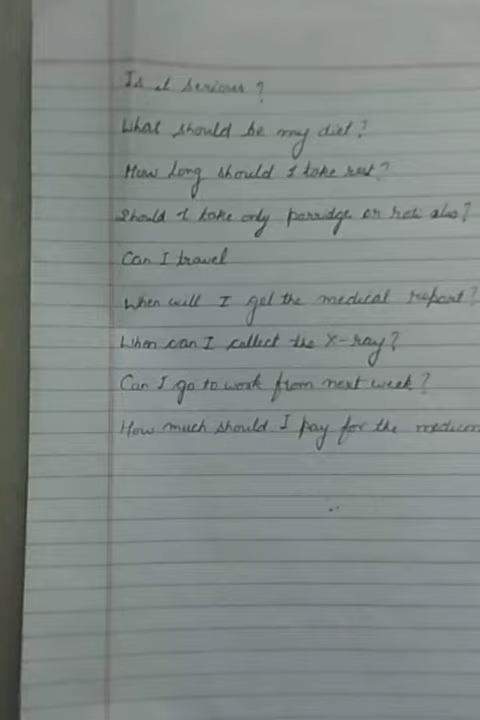 Is it serious?
What should be my diet?
How long should I take rest?
Should I take only porridge or roti also?
Can I travel
When will I get the medical report?
When can I collect the X-ray?
Can I go to work from next week?
How much should I pay for the